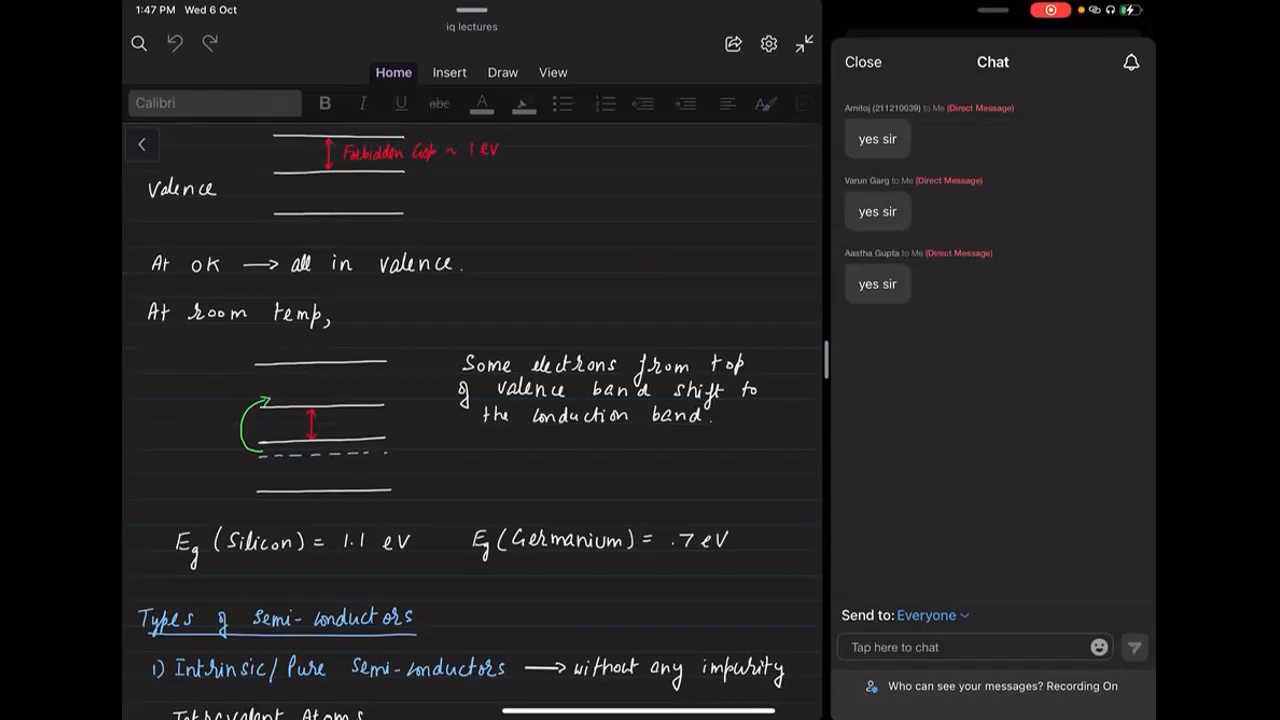 1:47 PM Wed 6 Oct
iq lectures
Home Insert Draw View
Calibri B I U abc A
Forbidden Gap ~ 1 eV
Valence
At 0K → all in valence.
At room temp,
Some electrons from top
of valence band shift to
the conduction band.
Eg (Silicon) = 1.1 eV Eg (Germanium) = .7 eV
Types of Semi-conductors
1) Intrinsic/Pure Semi-conductors → without any impurity
Tetravalent Atoms
Close Chat
Amitoj (211210039) to Me (Direct Message)
yes sir
Varun Garg to Me (Direct Message)
yes sir
Aastha Gupta to Me (Direct Message)
yes sir
Send to: Everyone
Tap here to chat
Who can see your messages? Recording On